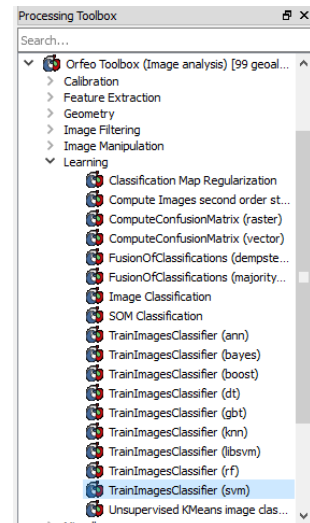 Processing Toolbox
Search...
Orfeo Toolbox (Image analysis) [99 geoal...
Calibration
Feature Extraction
Geometry
Image Filtering
Image Manipulation
Learning
Classification Map Regularization
Compute Images second order st...
ComputeConfusionMatrix (raster)
ComputeConfusionMatrix (vector)
FusionOfClassifications (dempste...
FusionOfClassifications (majority...
Image Classification
SOM Classification
TrainImagesClassifier (ann)
TrainImagesClassifier (bayes)
TrainImagesClassifier (boost)
TrainImagesClassifier (dt)
TrainImagesClassifier (gbt)
TrainImagesClassifier (knn)
TrainImagesClassifier (libsvm)
TrainImagesClassifier (rf)
TrainImagesClassifier (svm)
Unsupervised KMeans image clas...